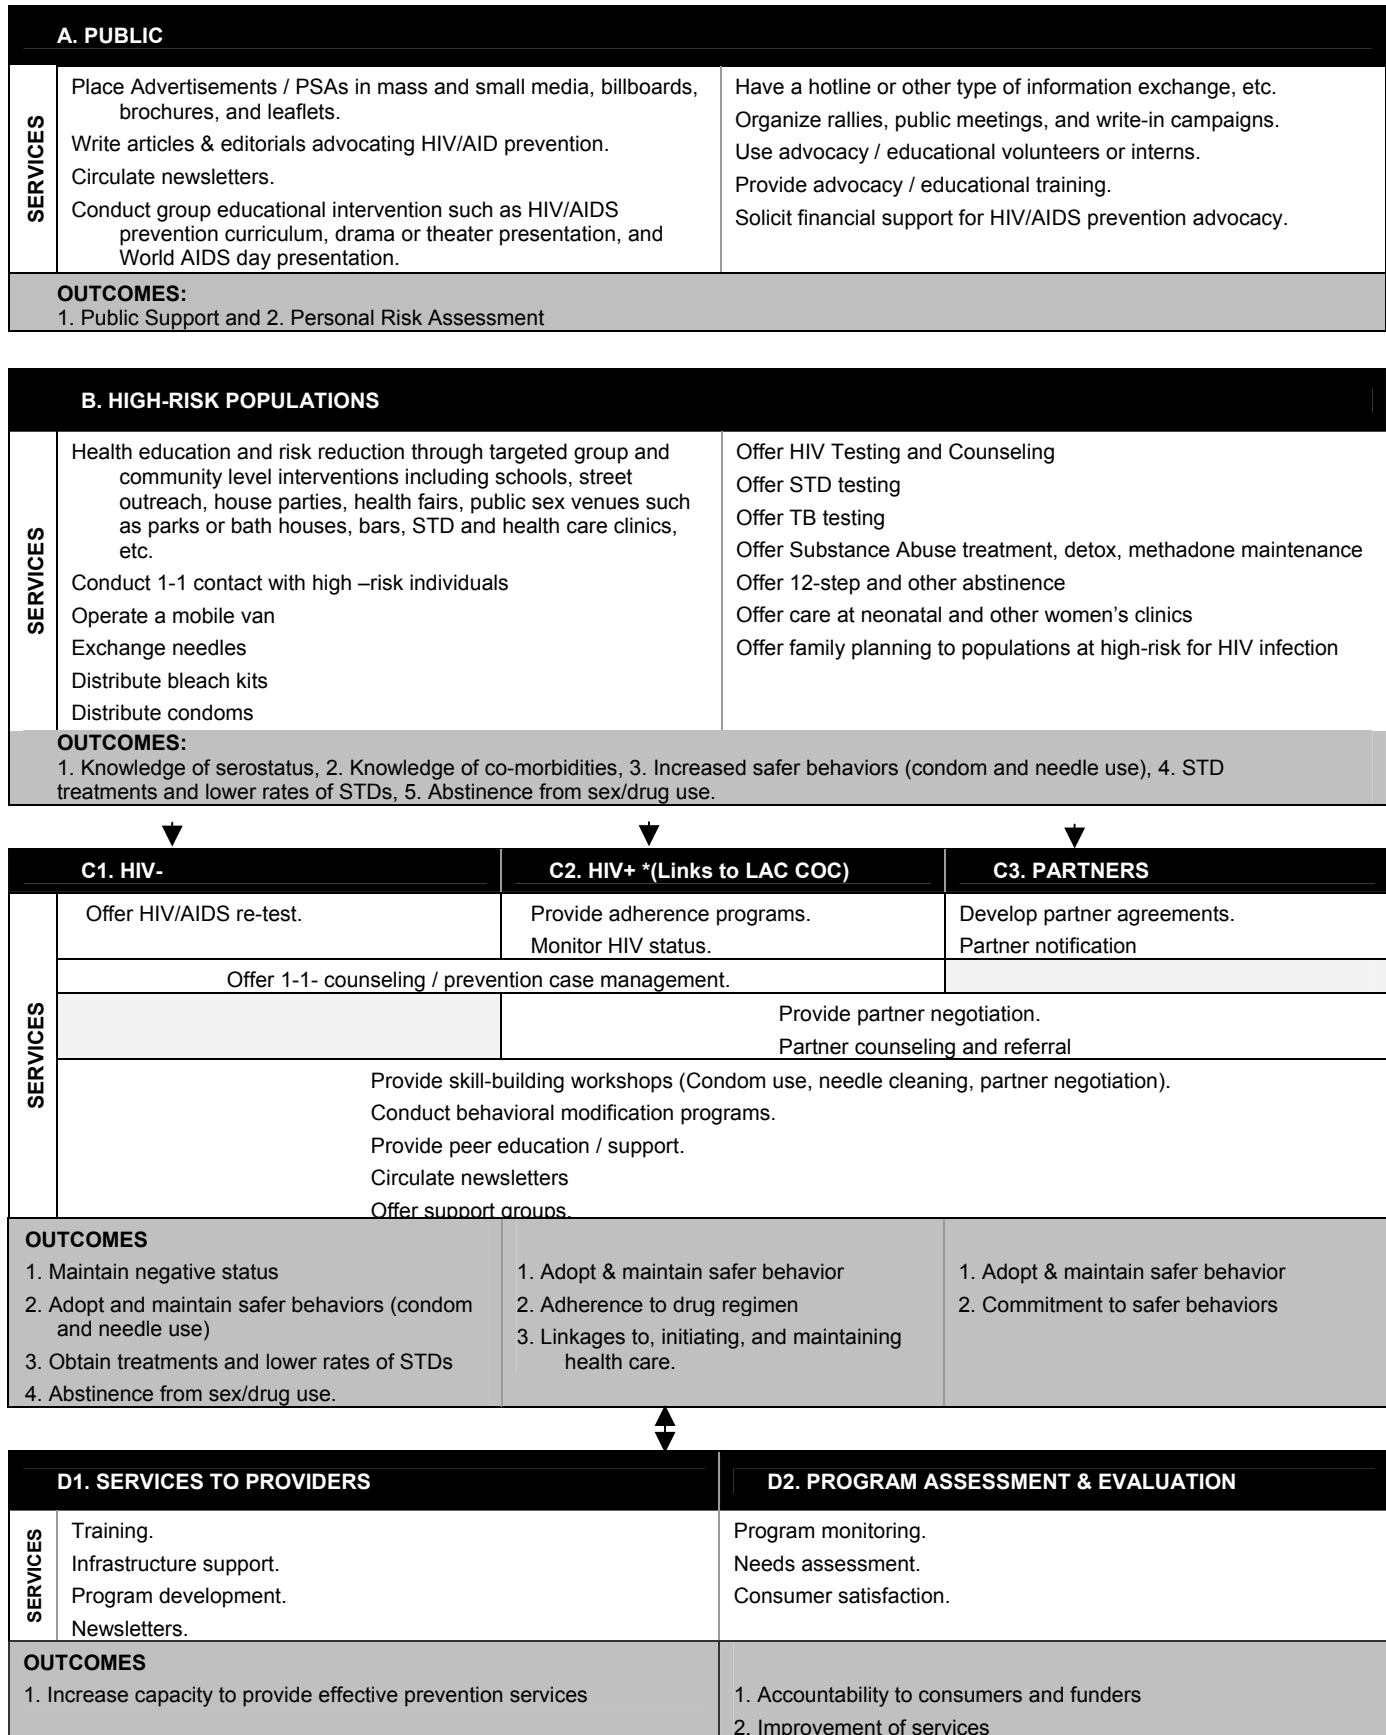 A. PUBLIC
SERVICES
Place Advertisements / PSAs in mass and small media, billboards,
brochures, and leaflets.
Write articles & editorials advocating HIV/AID prevention.
Circulate newsletters.
Conduct group educational intervention such as HIV/AIDS
prevention curriculum, drama or theater presentation, and
World AIDS day presentation.
Have a hotline or other type of information exchange, etc.
Organize rallies, public meetings, and write-in campaigns.
Use advocacy / educational volunteers or interns.
Provide advocacy / educational training.
Solicit financial support for HIV/AIDS prevention advocacy.
OUTCOMES:
1. Public Support and 2. Personal Risk Assessment
B. HIGH-RISK POPULATIONS
SERVICES
Health education and risk reduction through targeted group and
community level interventions including schools, street
outreach, house parties, health fairs, public sex venues such
as parks or bath houses, bars, STD and health care clinics,
etc.
Conduct 1-1 contact with high –risk individuals
Operate a mobile van
Exchange needles
Distribute bleach kits
Distribute condoms
Offer HIV Testing and Counseling
Offer STD testing
Offer TB testing
Offer Substance Abuse treatment, detox, methadone maintenance
Offer 12-step and other abstinence
Offer care at neonatal and other women’s clinics
Offer family planning to populations at high-risk for HIV infection
OUTCOMES:
1. Knowledge of serostatus, 2. Knowledge of co-morbidities, 3. Increased safer behaviors (condom and needle use), 4. STD
treatments and lower rates of STDs, 5. Abstinence from sex/drug use.
C1. HIV-
C2. HIV+ *(Links to LAC COC)
C3. PARTNERS
SERVICES
Offer HIV/AIDS re-test.
Provide adherence programs.
Monitor HIV status.
Develop partner agreements.
Partner notification
Offer 1-1- counseling / prevention case management.
Provide partner negotiation.
Partner counseling and referral
Provide skill-building workshops (Condom use, needle cleaning, partner negotiation).
Conduct behavioral modification programs.
Provide peer education / support.
Circulate newsletters
Offer support groups.
OUTCOMES
1. Maintain negative status
2. Adopt and maintain safer behaviors (condom
and needle use)
3. Obtain treatments and lower rates of STDs
4. Abstinence from sex/drug use.
1. Adopt & maintain safer behavior
2. Adherence to drug regimen
3. Linkages to, initiating, and maintaining
health care.
1. Adopt & maintain safer behavior
2. Commitment to safer behaviors
D1. SERVICES TO PROVIDERS
D2. PROGRAM ASSESSMENT & EVALUATION
SERVICES
Training.
Infrastructure support.
Program development.
Newsletters.
Program monitoring.
Needs assessment.
Consumer satisfaction.
OUTCOMES
1. Increase capacity to provide effective prevention services
1. Accountability to consumers and funders
2. Improvement of services